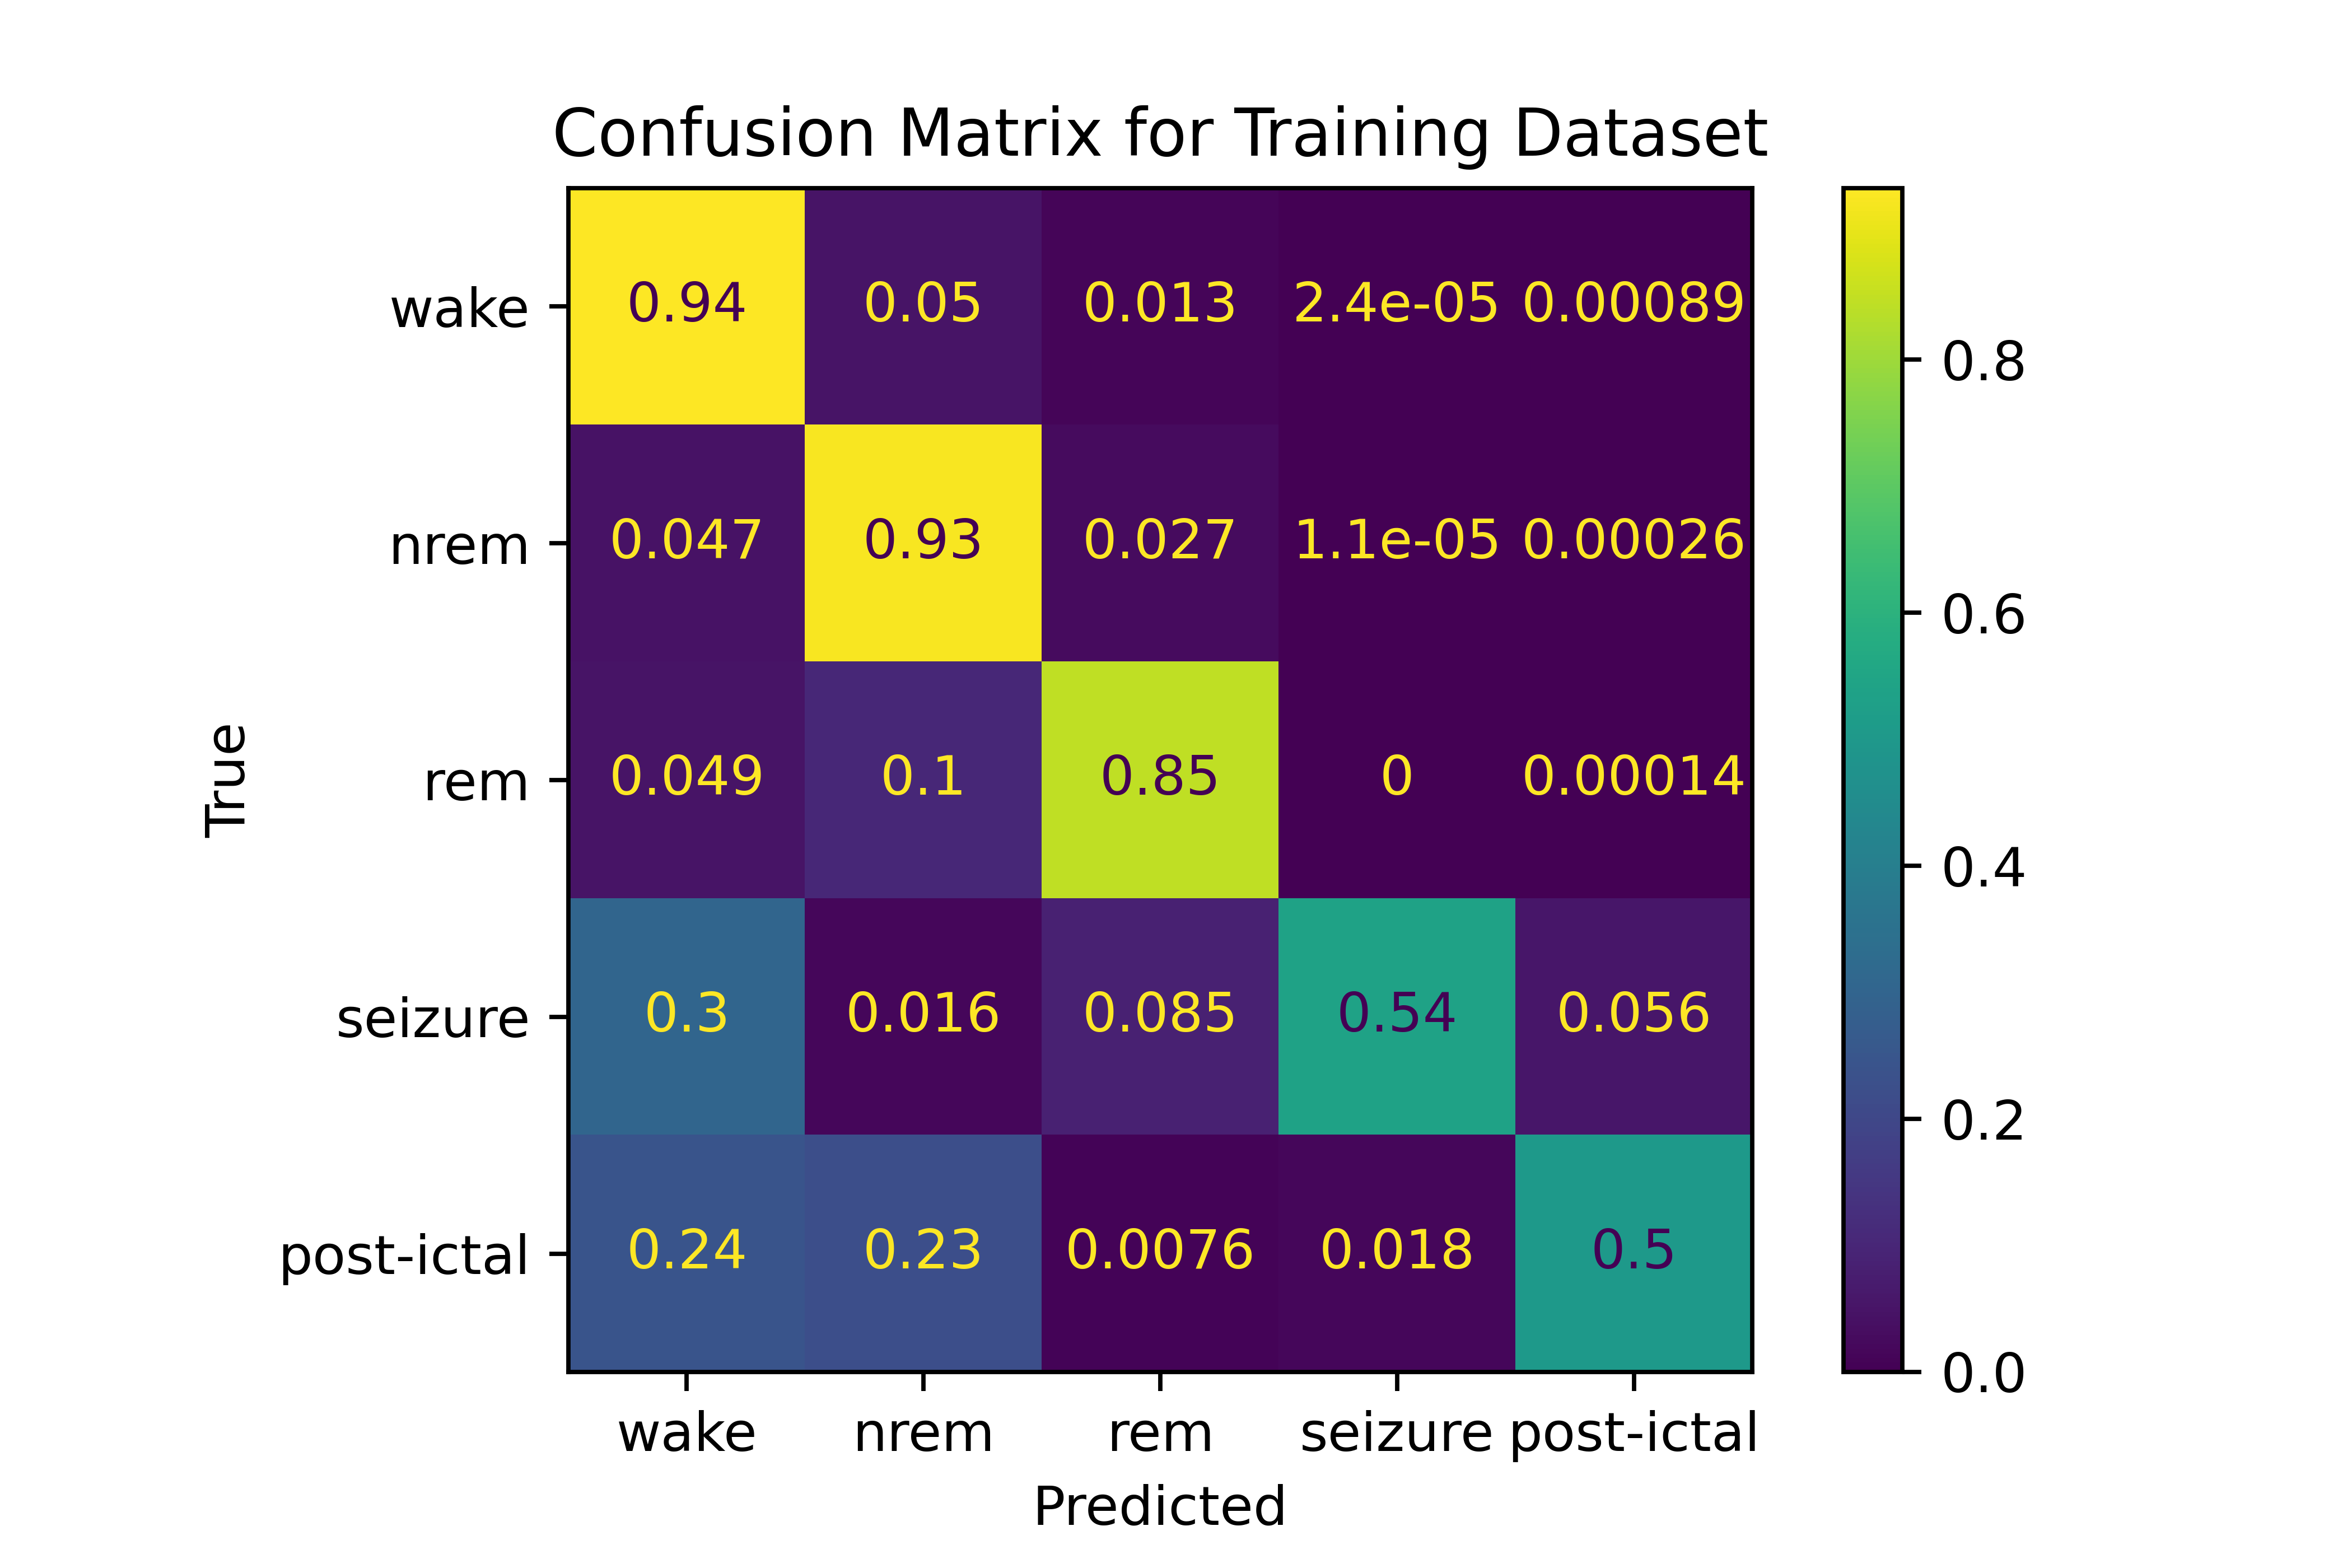 Confusion Matrix for Training Dataset
wake 0.94 0.05 0.013 2.4e-05 0.00089
0.8
nrem 0.047 0.93 0.027 1.1e-05 0.00026
0.6
True
rem 0.049 0.1 0.85 0 0.00014
0.4
seizure 0.3 0.016 0.085 0.54 0.056
0.2
post-ictal 0.24 0.23 0.0076 0.018 0.5
0.0
wake nrem rem seizure post-ictal
Predicted